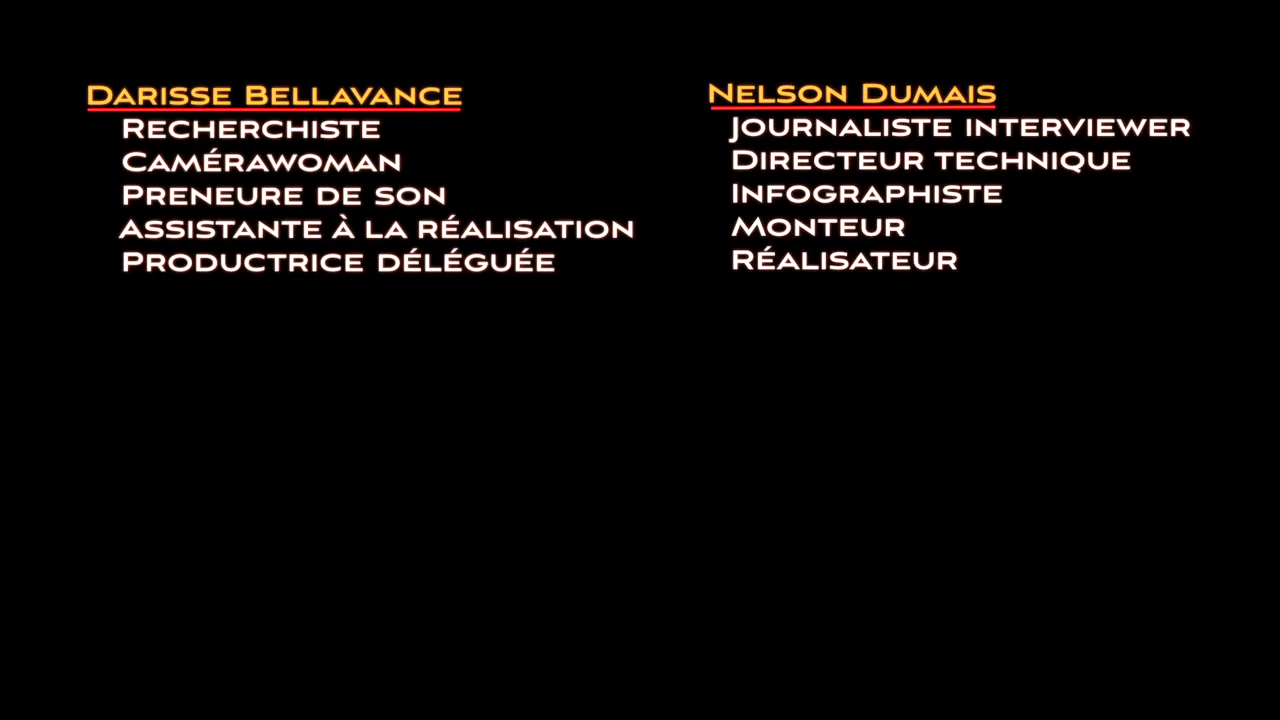 Darisse Bellavance
Recherchiste
Camérawoman
Preneure de son
Assistante à la réalisation
Productrice déléguée
Nelson Dumais
Journaliste interviewer
Directeur technique
Infographiste
Monteur
Réalisateur